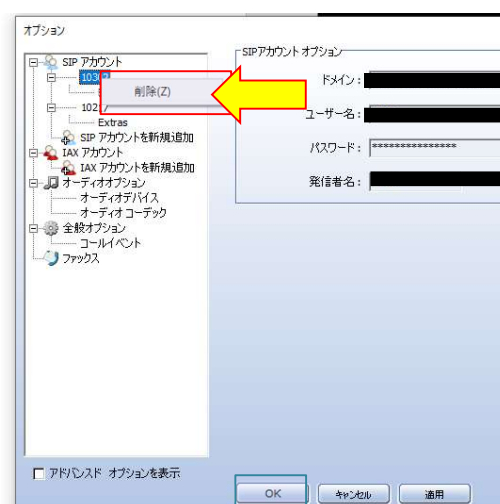 オプション
SIP アカウント
削除(Z)
Extras
SIP アカウントを新規追加
IAX アカウント
IAX アカウントを新規追加
オーディオオプション
オーディオデバイス
オーディオ コーデック
全般オプション
コールイベント
ファックス
アドバンスド オプションを表示
SIPアカウント オプション
ドメイン：
ユーザー名：
パスワード： ***************
発信者名：
OK
キャンセル
適用